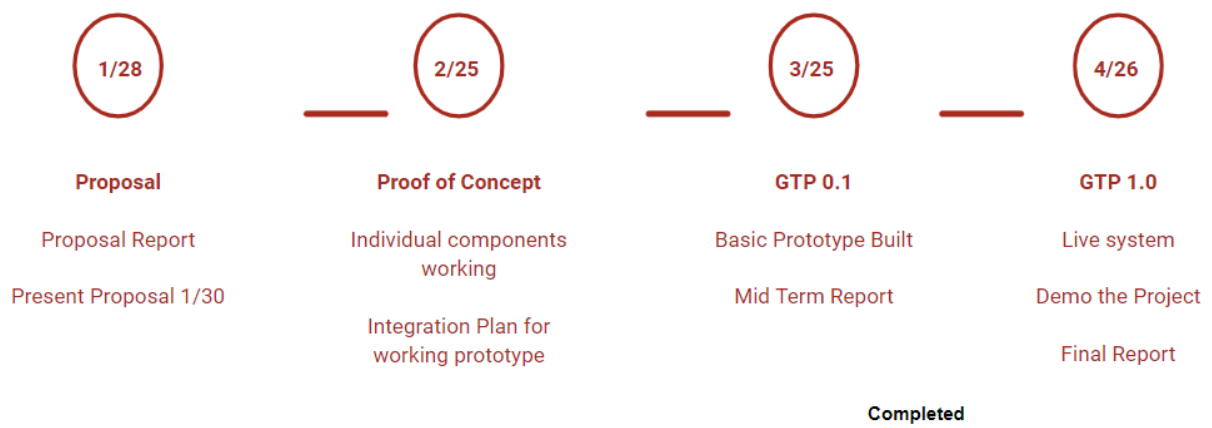 1/28
2/25
3/25
4/26
Proposal
Proof of Concept
GTP 0.1
GTP 1.0
Proposal Report
Present Proposal 1/30
Individual components
working
Integration Plan for
working prototype
Basic Prototype Built
Mid Term Report
Live system
Demo the Project
Final Report
Completed